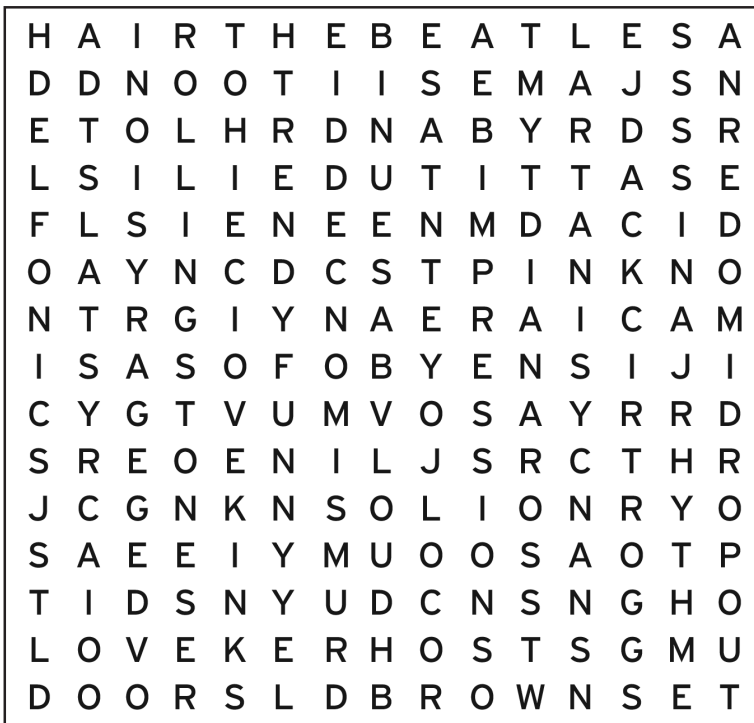 H A I R T H E B E A T L E S A
D D N O O T I I S E M A J S N
E T O L H R D N A B Y R D S R
L S I L I E D U T I T T A S E
F L S I E N E E N M D A C I D
O A Y N C D C S T P I N K N O
N T R G I Y N A E R A I C A M
I S A S O F O B Y E N S I J I
C Y G T V U M V O S A Y R R D
S R E O E N I L J S R C T H R
J C G N K N S O L I O N R Y O
S A E E I Y M U O O S A O T P
T I D S N Y U D C N S N G H O
L O V E K E R H O S T S G M U
D O O R S L D B R O W N S E T